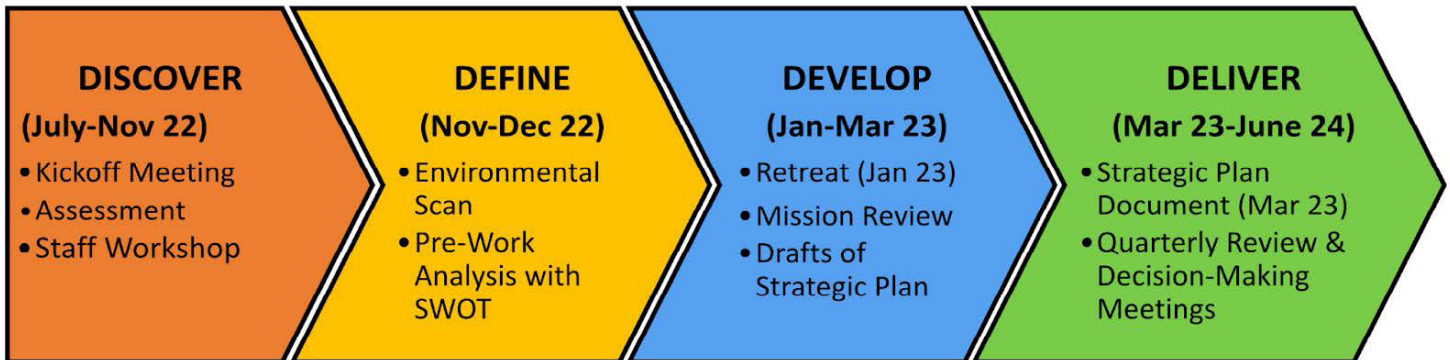 DISCOVER
(July-Nov 22)
• Kickoff Meeting
• Assessment
• Staff Workshop
DEFINE
(Nov-Dec 22)
• Environmental
Scan
• Pre-Work
Analysis with
SWOT
DEVELOP
(Jan-Mar 23)
• Retreat (Jan 23)
• Mission Review
• Drafts of
Strategic Plan
DELIVER
(Mar 23-June 24)
• Strategic Plan
Document (Mar 23)
• Quarterly Review &
Decision-Making
Meetings